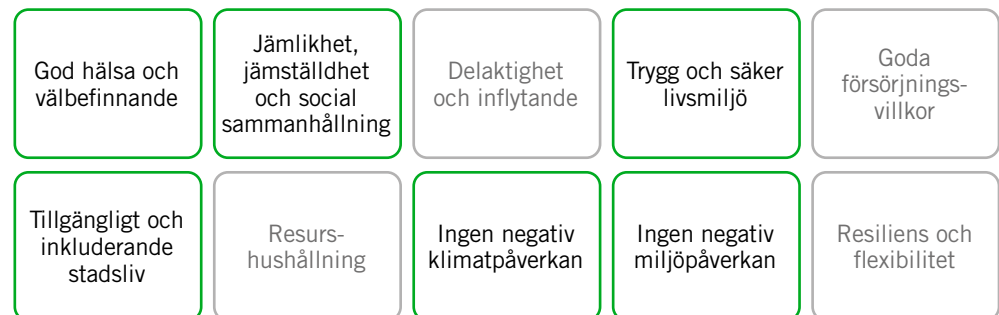 God hälsa och
välbefinnande
Jämlikhet,
jämställdhet
och social
sammanhållning
Delaktighet
och inflytande
Trygg och säker
livsmiljö
Goda
försörjnings-
villkor
Tillgängligt och
inkluderande
stadsliv
Resurs-
hushållning
Ingen negativ
klimatpåverkan
Ingen negativ
miljöpåverkan
Resiliens och
flexibilitet